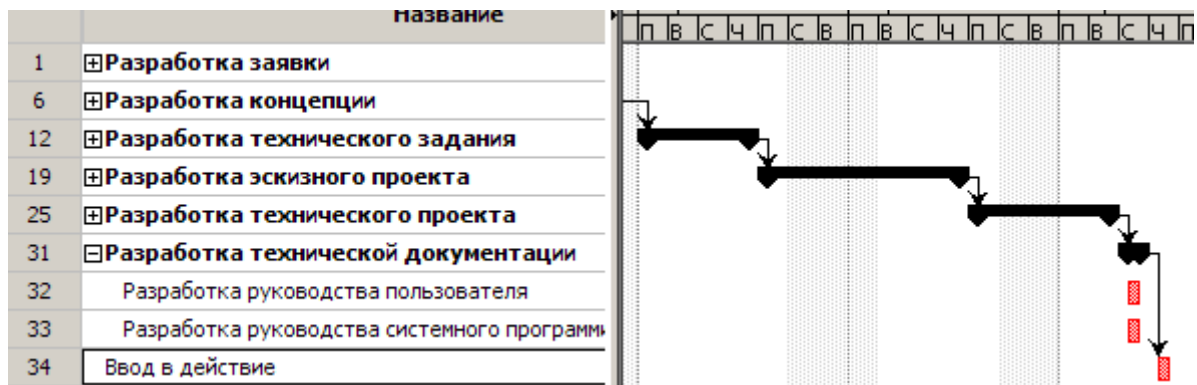 Название
П В С Ч П С В П В С Ч П С В П В С Ч П
1 Разработка заявки
6 Разработка концепции
12 Разработка технического задания
19 Разработка эскизного проекта
25 Разработка технического проекта
31 Разработка технической документации
32 Разработка руководства пользователя
33 Разработка руководства системного
34 Ввод в действие